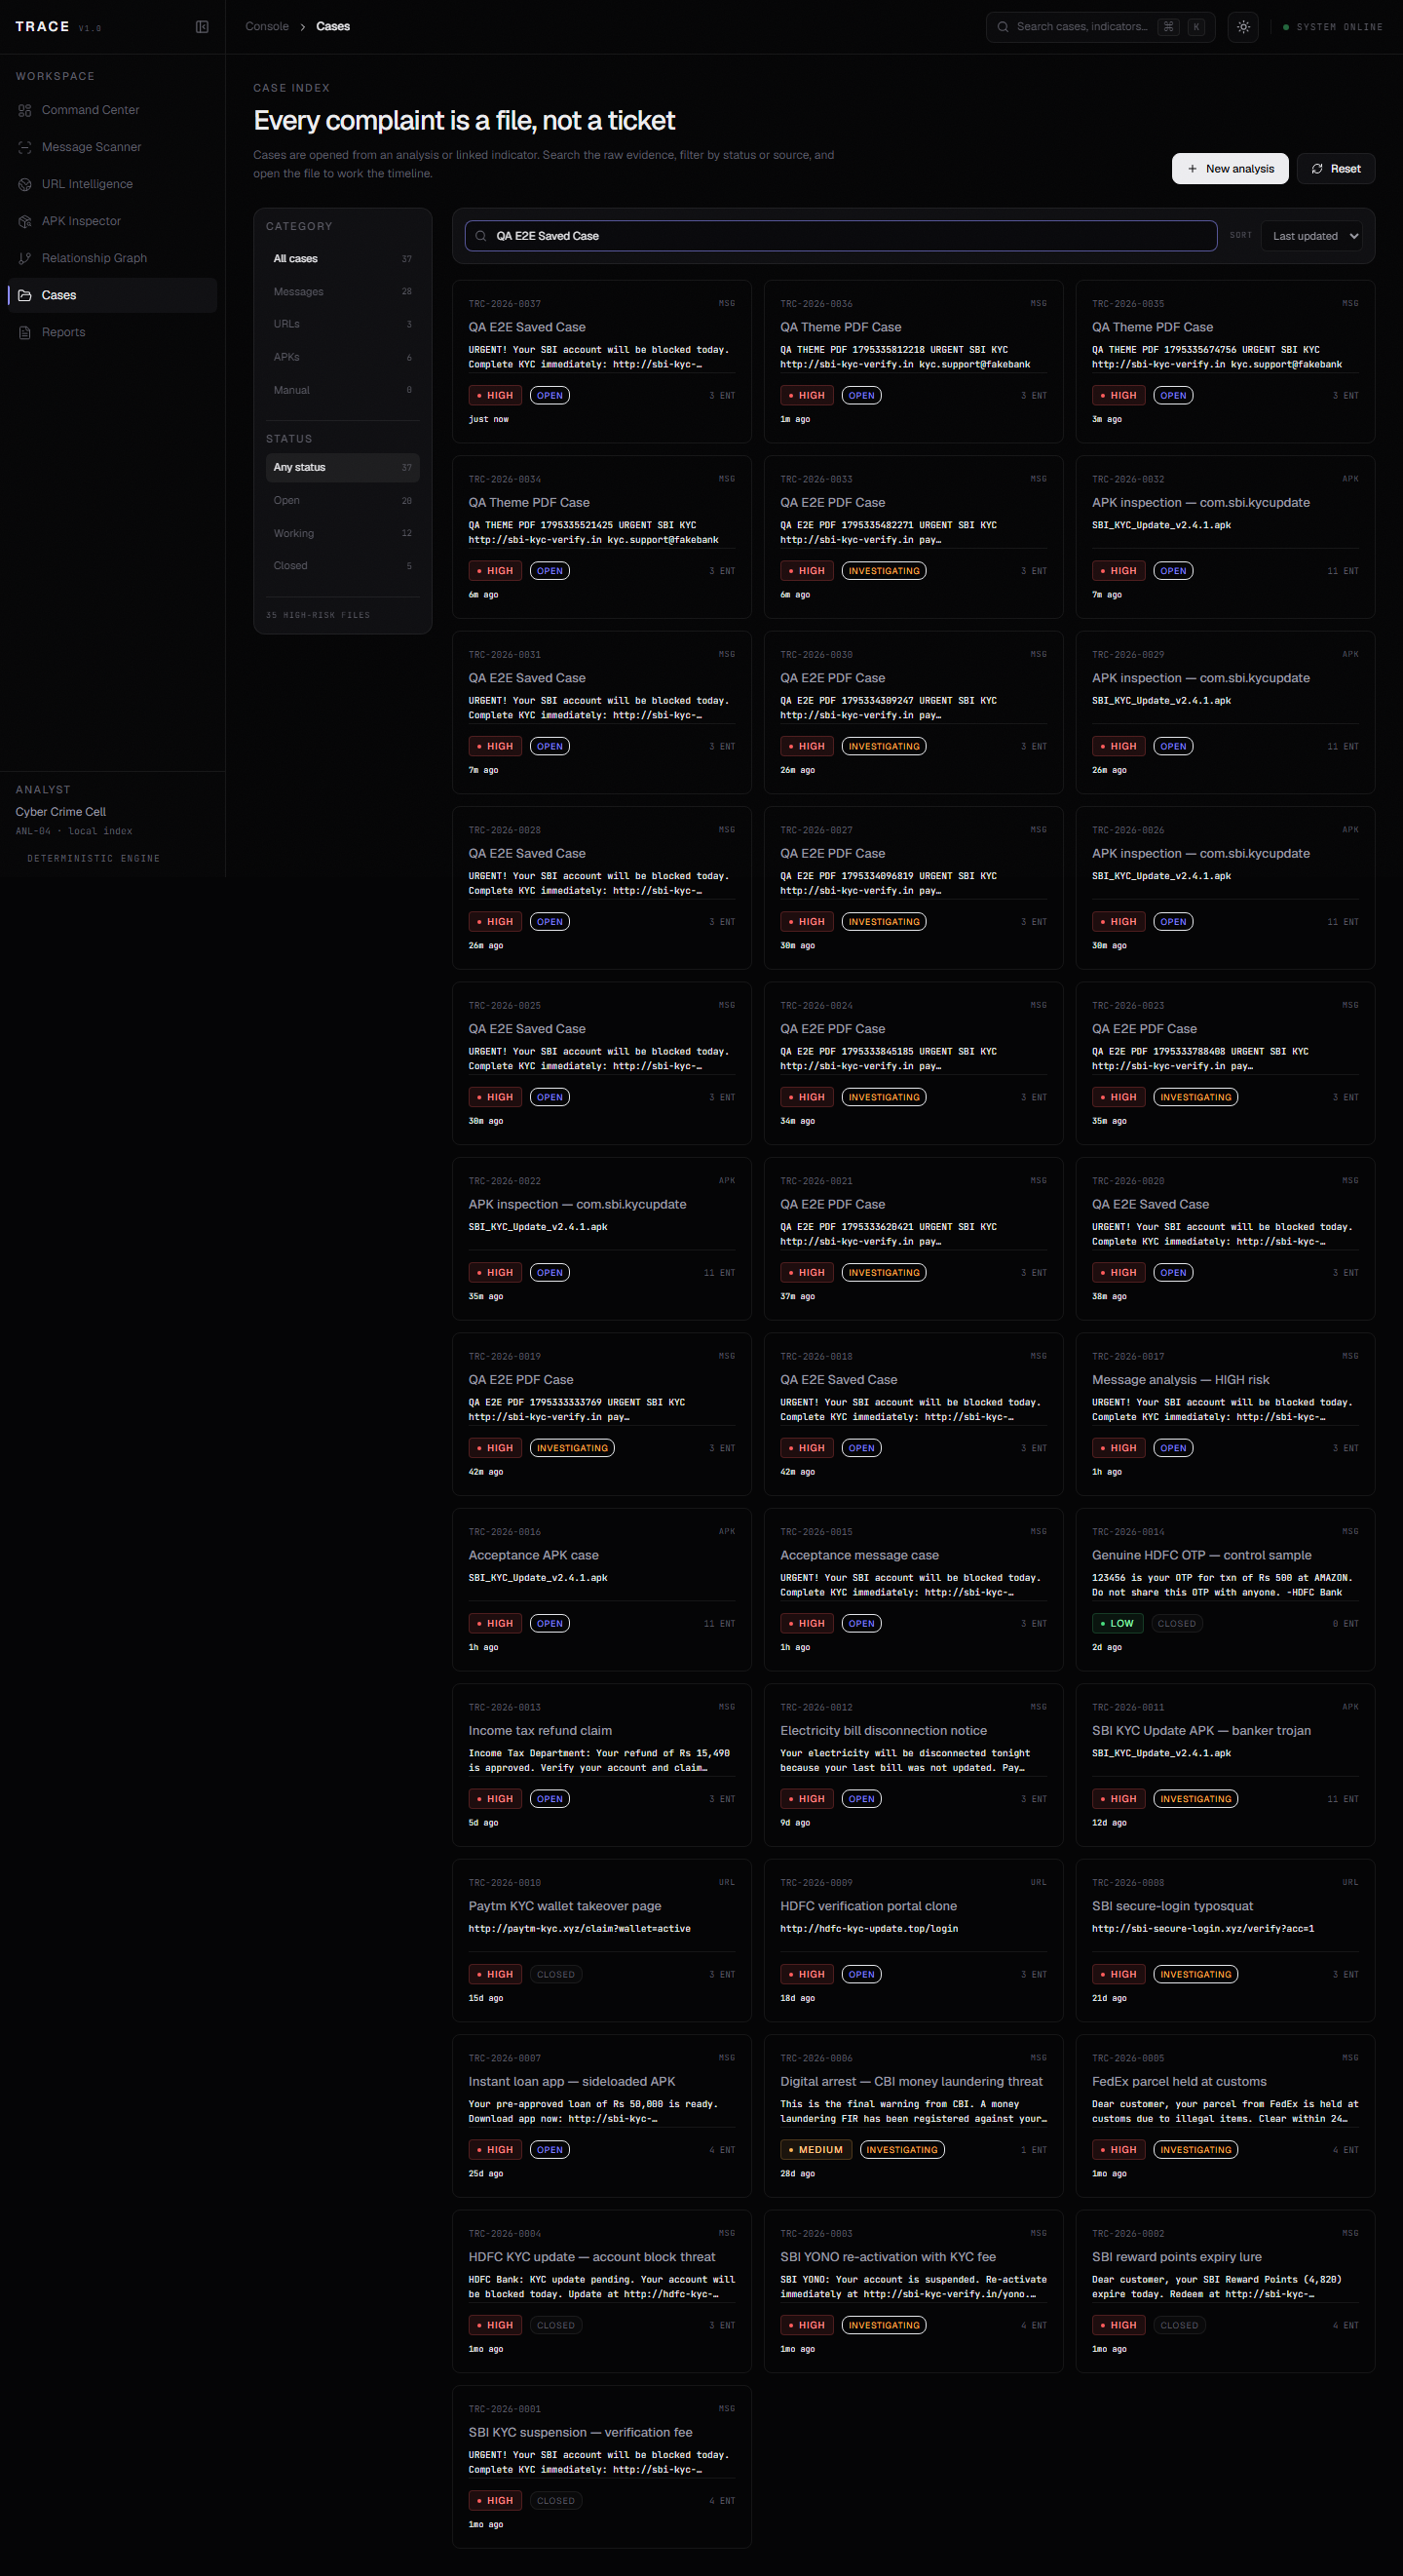 TRACE V1.0
Console > Cases
Search cases, indicators... ⌘ K
SYSTEM ONLINE
WORKSPACE
Command Center
Message Scanner
URL Intelligence
APK Inspector
Relationship Graph
Cases
Reports
ANALYST
Cyber Crime Cell
ANL-04 · local index
DETERMINISTIC ENGINE
CASE INDEX
Every complaint is a file, not a ticket
Cases are opened from an analysis or linked indicator. Search the raw evidence, filter by status or source, and
open the file to work the timeline.
New analysis
Reset
CATEGORY
All cases 37
Messages 28
URLs 3
APKs 6
Manual 0
STATUS
Any status 37
Open 20
Working 12
Closed 5
35 HIGH-RISK FILES
QA E2E Saved Case
SORT Last updated
TRC-2026-0037 MSG
QA E2E Saved Case
URGENT! Your SBI account will be blocked today.
Complete KYC immediately: http://sbi-kyc-…
HIGH OPEN 3 ENT
just now
TRC-2026-0036 MSG
QA Theme PDF Case
QA THEME PDF 1795335812218 URGENT SBI KYC
http://sbi-kyc-verify.in kyc.support@fakebank
HIGH OPEN 3 ENT
1m ago
TRC-2026-0035 MSG
QA Theme PDF Case
QA THEME PDF 1795335674756 URGENT SBI KYC
http://sbi-kyc-verify.in kyc.support@fakebank
HIGH OPEN 3 ENT
3m ago
TRC-2026-0034 MSG
QA Theme PDF Case
QA THEME PDF 1795335521425 URGENT SBI KYC
http://sbi-kyc-verify.in kyc.support@fakebank
HIGH OPEN 3 ENT
6m ago
TRC-2026-0033 MSG
QA E2E PDF Case
QA E2E PDF 1795335482271 URGENT SBI KYC
http://sbi-kyc-verify.in pay…
HIGH INVESTIGATING 3 ENT
6m ago
TRC-2026-0032 APK
APK inspection — com.sbi.kycupdate
SBI_KYC_Update_v2.4.1.apk
HIGH OPEN 11 ENT
7m ago
TRC-2026-0031 MSG
QA E2E Saved Case
URGENT! Your SBI account will be blocked today.
Complete KYC immediately: http://sbi-kyc-…
HIGH OPEN 3 ENT
7m ago
TRC-2026-0030 MSG
QA E2E PDF Case
QA E2E PDF 1795334309247 URGENT SBI KYC
http://sbi-kyc-verify.in pay…
HIGH INVESTIGATING 3 ENT
26m ago
TRC-2026-0029 APK
APK inspection — com.sbi.kycupdate
SBI_KYC_Update_v2.4.1.apk
HIGH OPEN 11 ENT
26m ago
TRC-2026-0028 MSG
QA E2E Saved Case
URGENT! Your SBI account will be blocked today.
Complete KYC immediately: http://sbi-kyc-…
HIGH OPEN 3 ENT
26m ago
TRC-2026-0027 MSG
QA E2E PDF Case
QA E2E PDF 1795334096819 URGENT SBI KYC
http://sbi-kyc-verify.in pay…
HIGH INVESTIGATING 3 ENT
30m ago
TRC-2026-0026 APK
APK inspection — com.sbi.kycupdate
SBI_KYC_Update_v2.4.1.apk
HIGH OPEN 11 ENT
30m ago
TRC-2026-0025 MSG
QA E2E Saved Case
URGENT! Your SBI account will be blocked today.
Complete KYC immediately: http://sbi-kyc-…
HIGH OPEN 3 ENT
30m ago
TRC-2026-0024 MSG
QA E2E PDF Case
QA E2E PDF 1795333845185 URGENT SBI KYC
http://sbi-kyc-verify.in pay…
HIGH INVESTIGATING 3 ENT
34m ago
TRC-2026-0023 MSG
QA E2E PDF Case
QA E2E PDF 1795333788408 URGENT SBI KYC
http://sbi-kyc-verify.in pay…
HIGH INVESTIGATING 3 ENT
35m ago
TRC-2026-0022 APK
APK inspection — com.sbi.kycupdate
SBI_KYC_Update_v2.4.1.apk
HIGH OPEN 11 ENT
35m ago
TRC-2026-0021 MSG
QA E2E PDF Case
QA E2E PDF 1795333620421 URGENT SBI KYC
http://sbi-kyc-verify.in pay…
HIGH INVESTIGATING 3 ENT
37m ago
TRC-2026-0020 MSG
QA E2E Saved Case
URGENT! Your SBI account will be blocked today.
Complete KYC immediately: http://sbi-kyc-…
HIGH OPEN 3 ENT
38m ago
TRC-2026-0019 MSG
QA E2E PDF Case
QA E2E PDF 1795333333769 URGENT SBI KYC
http://sbi-kyc-verify.in pay…
HIGH INVESTIGATING 3 ENT
42m ago
TRC-2026-0018 MSG
QA E2E Saved Case
URGENT! Your SBI account will be blocked today.
Complete KYC immediately: http://sbi-kyc-…
HIGH OPEN 3 ENT
42m ago
TRC-2026-0017 MSG
Message analysis — HIGH risk
URGENT! Your SBI account will be blocked today.
Complete KYC immediately: http://sbi-kyc-…
HIGH OPEN 3 ENT
1h ago
TRC-2026-0016 APK
Acceptance APK case
SBI_KYC_Update_v2.4.1.apk
HIGH OPEN 11 ENT
1h ago
TRC-2026-0015 MSG
Acceptance message case
URGENT! Your SBI account will be blocked today.
Complete KYC immediately: http://sbi-kyc-…
HIGH OPEN 3 ENT
1h ago
TRC-2026-0014 MSG
Genuine HDFC OTP — control sample
123456 is your OTP for txn of Rs 500 at AMAZON.
Do not share this OTP with anyone. -HDFC Bank
LOW CLOSED 0 ENT
2d ago
TRC-2026-0013 MSG
Income tax refund claim
Income Tax Department: Your refund of Rs 15,490
is approved. Verify your account and claim…
HIGH OPEN 3 ENT
5d ago
TRC-2026-0012 MSG
Electricity bill disconnection notice
Your electricity will be disconnected tonight
because your last bill was not updated. Pay…
HIGH OPEN 3 ENT
9d ago
TRC-2026-0011 APK
SBI KYC Update APK — banker trojan
SBI_KYC_Update_v2.4.1.apk
HIGH INVESTIGATING 11 ENT
12d ago
TRC-2026-0010 URL
Paytm KYC wallet takeover page
http://paytm-kyc.xyz/claim?wallet=active
HIGH CLOSED 3 ENT
15d ago
TRC-2026-0009 URL
HDFC verification portal clone
http://hdfc-kyc-update.top/login
HIGH OPEN 3 ENT
18d ago
TRC-2026-0008 URL
SBI secure-login typosquat
http://sbi-secure-login.xyz/verify?acc=1
HIGH INVESTIGATING 3 ENT
21d ago
TRC-2026-0007 MSG
Instant loan app — sideloaded APK
Your pre-approved loan of Rs 50,000 is ready.
Download app now: http://sbi-kyc-…
HIGH OPEN 4 ENT
25d ago
TRC-2026-0006 MSG
Digital arrest — CBI money laundering threat
This is the final warning from CBI. A money
laundering FIR has been registered against your…
MEDIUM INVESTIGATING 1 ENT
28d ago
TRC-2026-0005 MSG
FedEx parcel held at customs
Dear customer, your parcel from FedEx is held at
customs due to illegal items. Clear within 24…
HIGH INVESTIGATING 4 ENT
1mo ago
TRC-2026-0004 MSG
HDFC KYC update — account block threat
HDFC Bank: KYC update pending. Your account will
be blocked today. Update at http://hdfc-kyc-…
HIGH CLOSED 3 ENT
1mo ago
TRC-2026-0003 MSG
SBI YONO re-activation with KYC fee
SBI YONO: Your account is suspended. Re-activate
immediately at http://sbi-kyc-verify.in/yono.…
HIGH INVESTIGATING 4 ENT
1mo ago
TRC-2026-0002 MSG
SBI reward points expiry lure
Dear customer, your SBI Reward Points (4,820)
expire today. Redeem at http://sbi-kyc-…
HIGH CLOSED 4 ENT
1mo ago
TRC-2026-0001 MSG
SBI KYC suspension — verification fee
URGENT! Your SBI account will be blocked today.
Complete KYC immediately: http://sbi-kyc-…
HIGH CLOSED 4 ENT
1mo ago